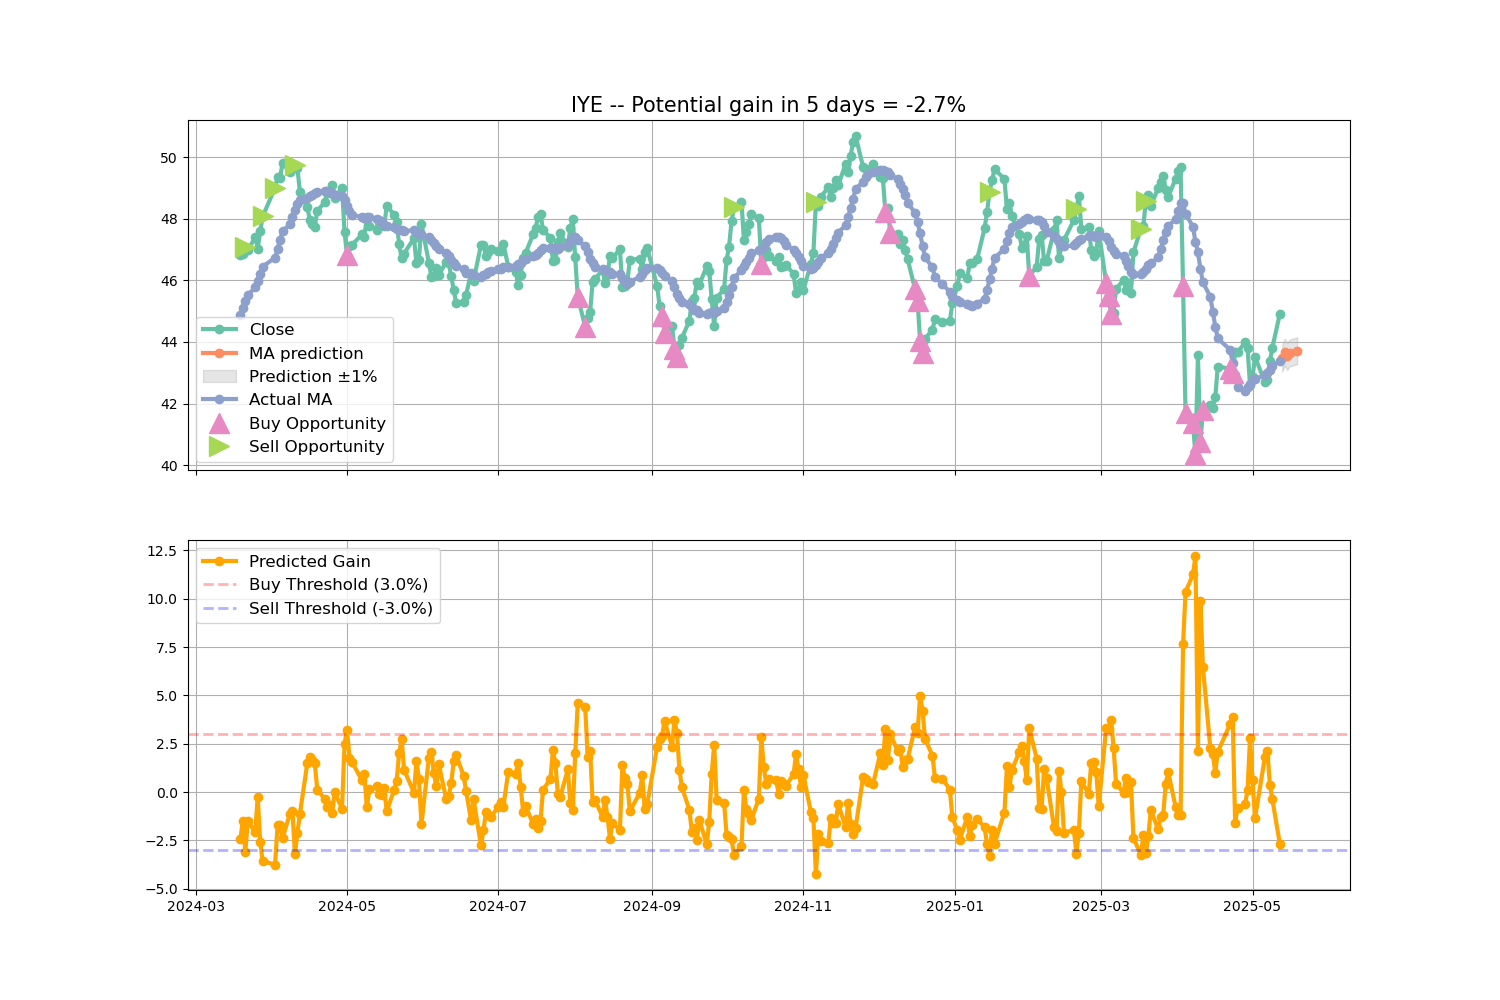 IYE -- Potential gain in 5 days = -2.7%
50
48
46
44
42
40
Close
MA prediction
Prediction ±1%
Actual MA
Buy Opportunity
Sell Opportunity
12.5
10.0
7.5
5.0
2.5
0.0
−2.5
−5.0
Predicted Gain
Buy Threshold (3.0%)
Sell Threshold (-3.0%)
2024-03
2024-05
2024-07
2024-09
2024-11
2025-01
2025-03
2025-05